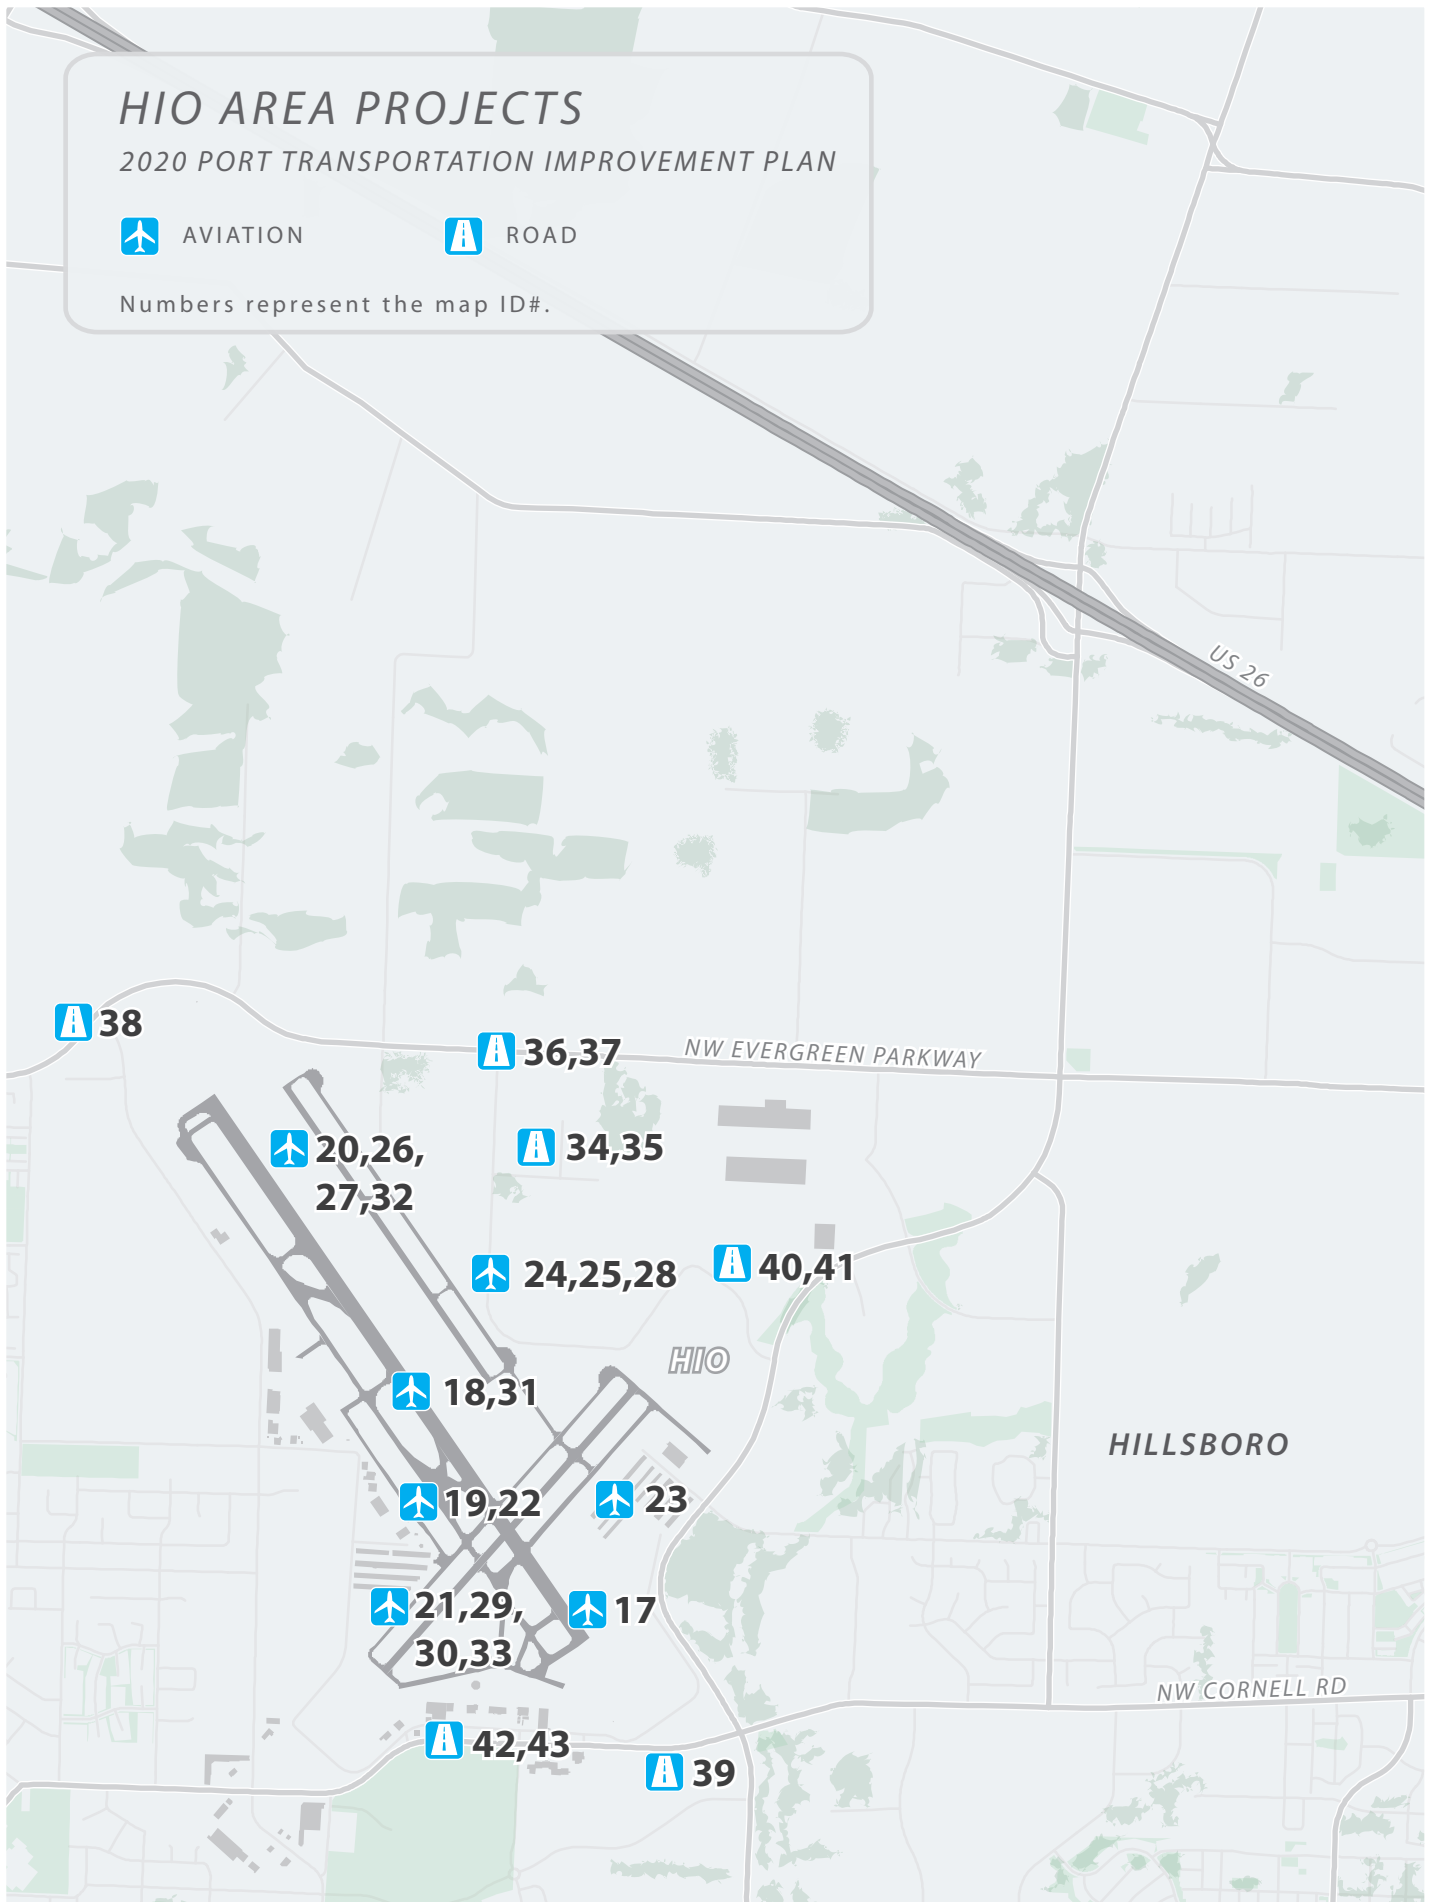 HIO AREA PROJECTS
2020 PORT TRANSPORTATION IMPROVEMENT PLAN
AVIATION
ROAD
Numbers represent the map ID#.
US 26
38
36,37
NW EVERGREEN PARKWAY
20,26,
27,32
34,35
24,25,28
40,41
HIO
18,31
HILLSBORO
19,22
23
21,29,
30,33
17
NW CORNELL RD
42,43
39